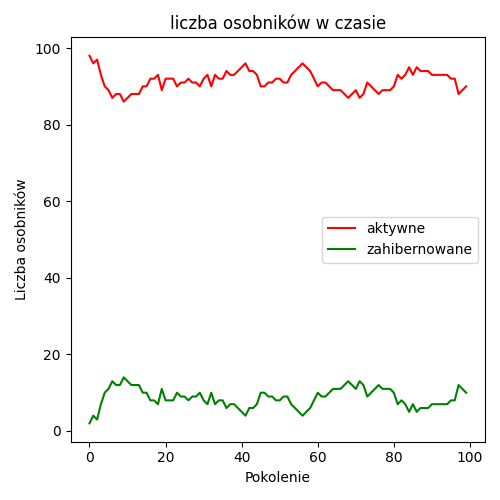 liczba osobników w czasie
100
80
60
40
20
0
Liczba osobników
aktywne
zahibernowane
0 20 40 60 80 100
Pokolenie